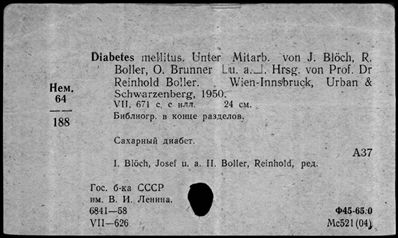 Diabetes mellitus. Unter Mitarb. von J. Blöch, R.
Boller, O. Brunner [u. a.]. Hrsg. von Prof. Dr
Reinhold Boller. Wien-Innsbruck, Urban &
Schwarzenberg, 1950.
VII, 671 с. с илл. 24 см.
Библиогр. в конце разделов.
Нем.
64
188
Сахарный диабет.
А37
I. Blöch, Josef u. a. II. Boller, Reinhold, ред.
Гос. б-ка СССР
им. В. И. Ленина.
6841—58
VII—626
Ф45-65.0
Мс521 (04)